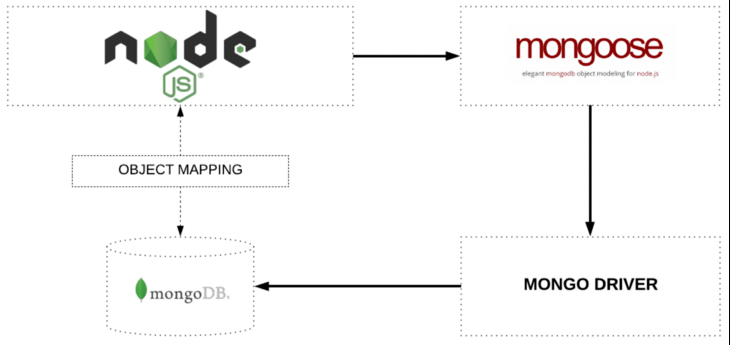 node
JS®
mongoose
elegant mongodb object modeling for node.js
OBJECT MAPPING
mongoDB.
MONGO DRIVER